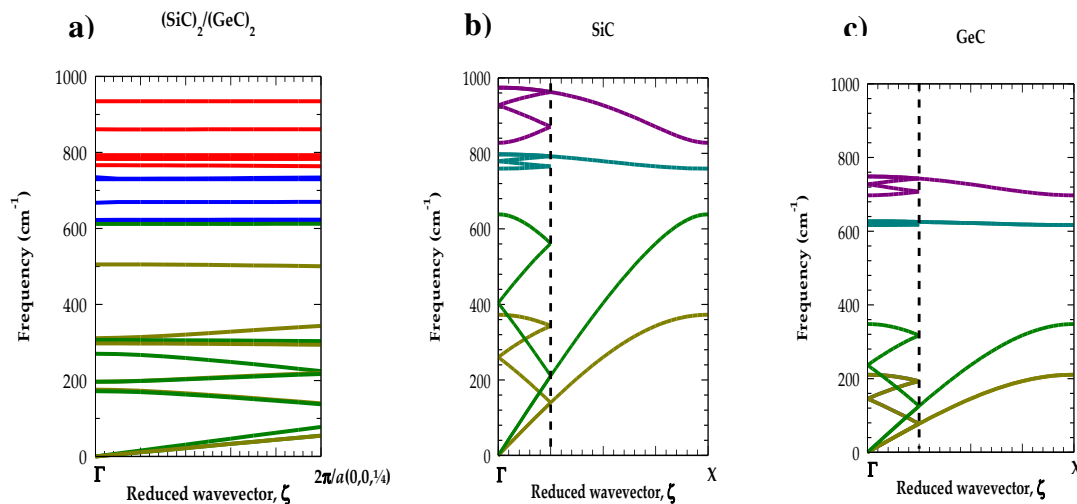 a) (SiC)2/(GeC)2
1000
800
600
400
200
0
Frequency (cm-1)
Γ 2π/a(0,0,¼)
Reduced wavevector, ζ
b) SiC
1000
800
600
400
200
0
Frequency (cm-1)
Γ X
Reduced wavevector, ζ
c) GeC
1000
800
600
400
200
0
Frequency (cm-1)
Γ X
Reduced wavevector, ζ